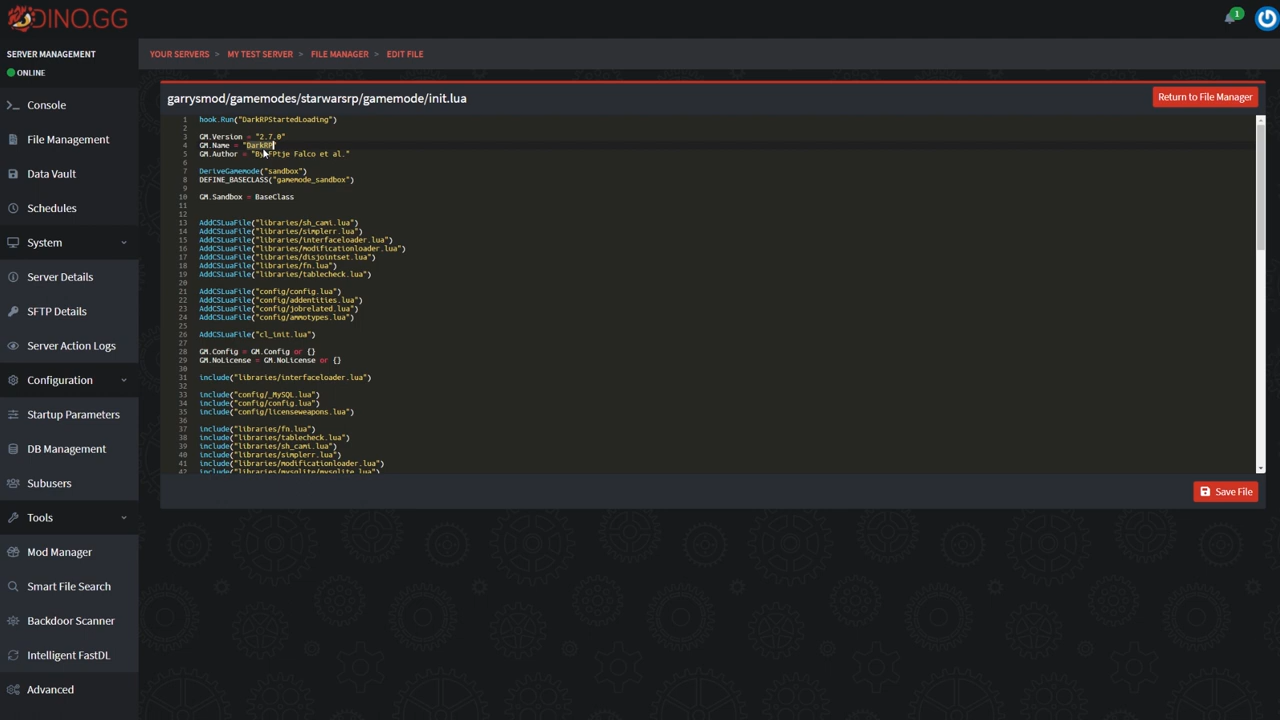 DINO.GG
1
SERVER MANAGEMENT
ONLINE
Console
File Management
Data Vault
Schedules
System
Server Details
SFTP Details
Server Action Logs
Configuration
Startup Parameters
DB Management
Subusers
Tools
Mod Manager
Smart File Search
Backdoor Scanner
Intelligent FastDL
Advanced
YOUR SERVERS > MY TEST SERVER > FILE MANAGER > EDIT FILE
garrysmod/gamemodes/starwarsrp/gamemode/init.lua
Return to File Manager
1 hook.Run("DarkRPStartedLoading")
2
3 GM.Version = "2.7.0"
4 GM.Name = "DarkRP"
5 GM.Author = "By FPtje Falco et al."
6
7 DeriveGamemode("sandbox")
8 DEFINE_BASECLASS("gamemode_sandbox")
9
10 GM.Sandbox = BaseClass
11
12
13 AddCSLuaFile("libraries/sh_cami.lua")
14 AddCSLuaFile("libraries/simplerr.lua")
15 AddCSLuaFile("libraries/interfaceloader.lua")
16 AddCSLuaFile("libraries/modificationloader.lua")
17 AddCSLuaFile("libraries/disjointset.lua")
18 AddCSLuaFile("libraries/fn.lua")
19 AddCSLuaFile("libraries/tablecheck.lua")
20
21 AddCSLuaFile("config/config.lua")
22 AddCSLuaFile("config/addentities.lua")
23 AddCSLuaFile("config/jobrelated.lua")
24 AddCSLuaFile("config/ammotypes.lua")
25
26 AddCSLuaFile("cl_init.lua")
27
28 GM.Config = GM.Config or {}
29 GM.NoLicense = GM.NoLicense or {}
30
31 include("libraries/interfaceloader.lua")
32
33 include("config/_MySQL.lua")
34 include("config/config.lua")
35 include("config/licenseweapons.lua")
36
37 include("libraries/fn.lua")
38 include("libraries/tablecheck.lua")
39 include("libraries/sh_cami.lua")
40 include("libraries/simplerr.lua")
41 include("libraries/modificationloader.lua")
42 include("libraries/mysqlite/mysqlite.lua")
Save File